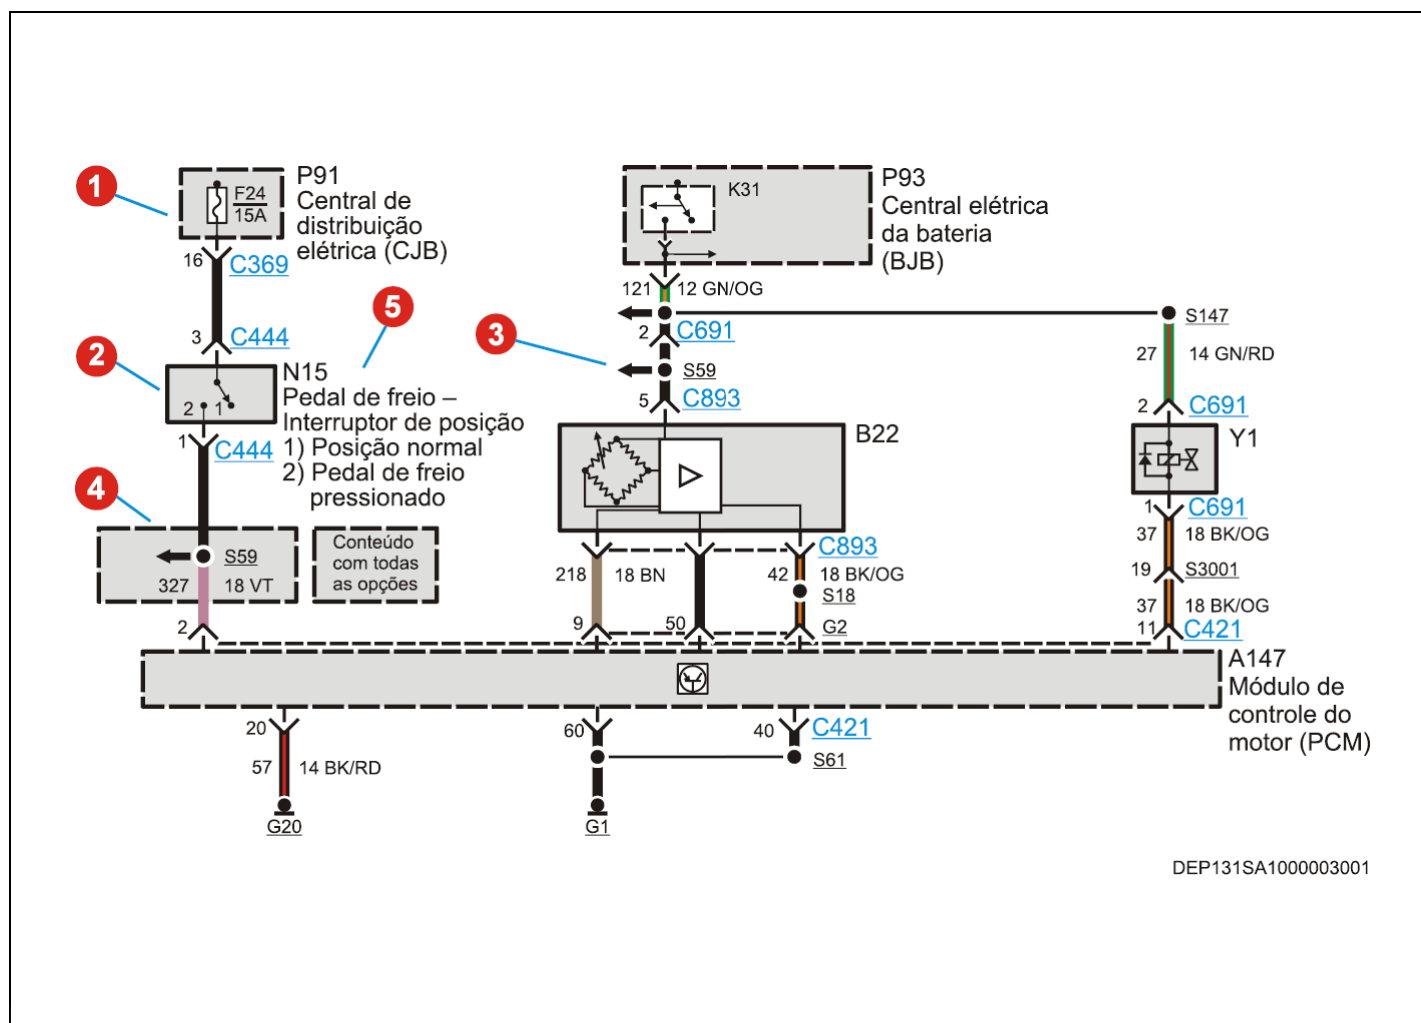 1
F24
15A
P91
Central de
distribuição
elétrica (CJB)
16
C369
3
C444
2
N15
Pedal de freio –
Interruptor de posição
1) Posição normal
2) Pedal de freio
pressionado
5
2 1
1
C444
4
S59
327
18 VT
2
Conteúdo
com todas
as opções
K31
P93
Central elétrica
da bateria
(BJB)
121
12 GN/OG
2
C691
3
S59
5
C893
B22
C893
218
18 BN
42
18 BK/OG
S18
9
50
G2
S147
27
14 GN/RD
2
C691
Y1
1
C691
37
18 BK/OG
19
S3001
37
18 BK/OG
11
C421
A147
Módulo de
controle do
motor (PCM)
20
57
14 BK/RD
G20
60
40
C421
S61
G1
DEP131SA1000003001